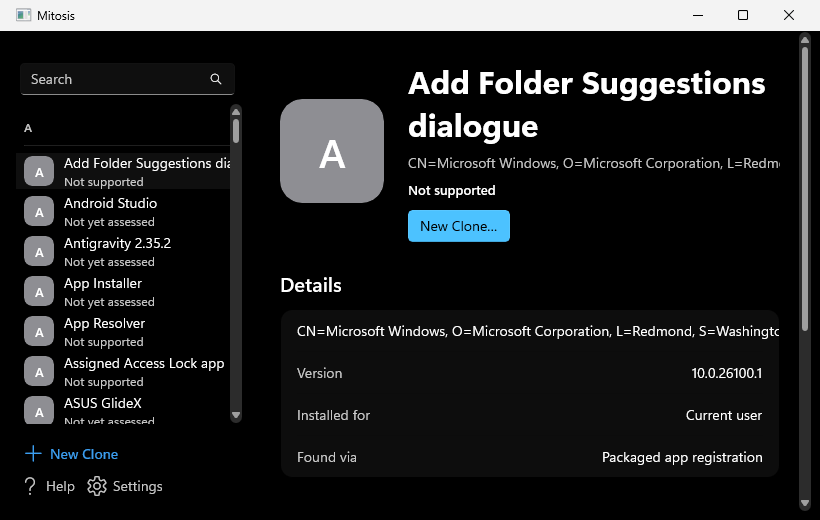 Mitosis
Search
A
A
Add Folder Suggestions dia
Not supported
A
Android Studio
Not yet assessed
A
Antigravity 2.35.2
Not yet assessed
A
App Installer
Not yet assessed
A
App Resolver
Not supported
A
Assigned Access Lock app
Not supported
A
ASUS GlideX
Not yet assessed
New Clone
? Help
Settings
A
Add Folder Suggestions
dialogue
CN=Microsoft Windows, O=Microsoft Corporation, L=Redm
Not supported
New Clone...
Details
CN=Microsoft Windows, O=Microsoft Corporation, L=Redmond, S=Washingto
Version 10.0.26100.1
Installed for Current user
Found via Packaged app registration